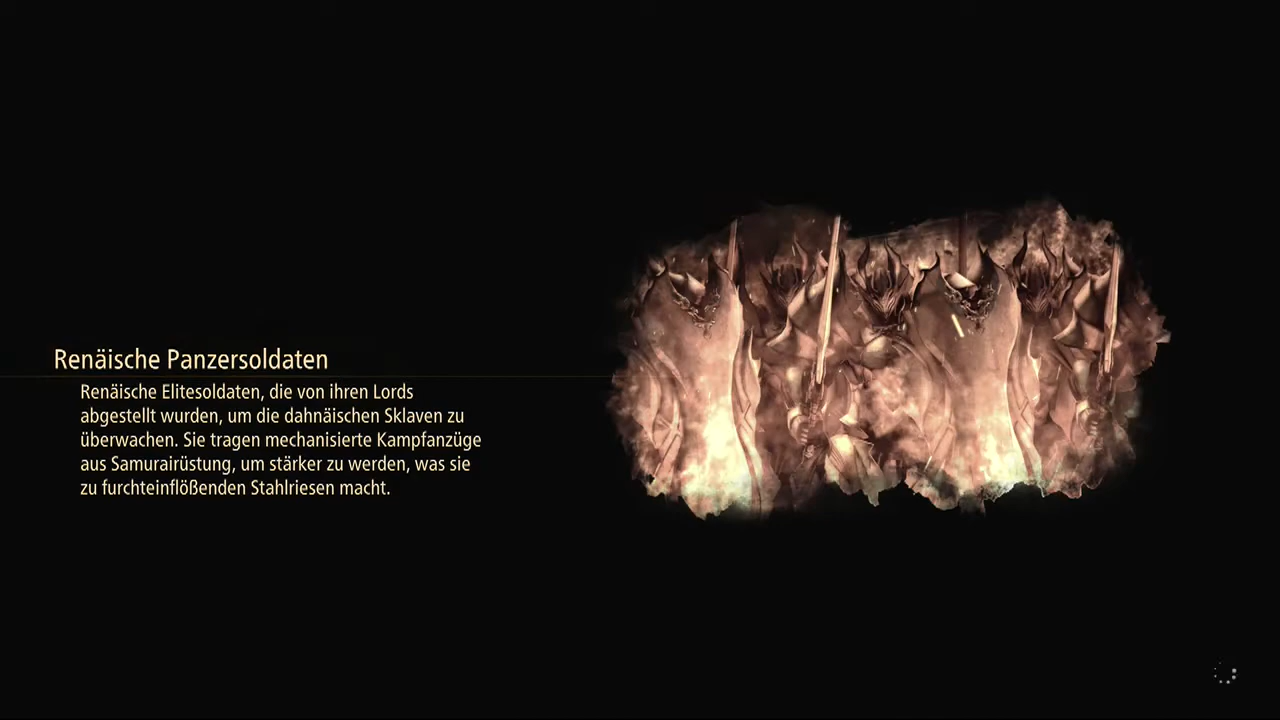 Renäische Panzersoldaten
Renäische Elitesoldaten, die von ihren Lords
abgestellt wurden, um die dahnäischen Sklaven zu
überwachen. Sie tragen mechanisierte Kampfanzüge
aus Samurairüstung, um stärker zu werden, was sie
zu furchteinflößenden Stahlriesen macht.